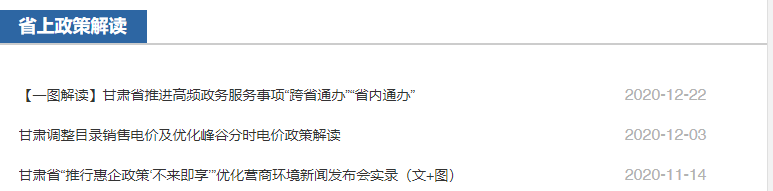 省上政策解读
【一图解读】甘肃省推进高频政务服务事项“跨省通办”“省内通办”
2020-12-22
甘肃调整目录销售电价及优化峰谷分时电价政策解读
2020-12-03
甘肃省“推行惠企政策‘不来即享’”优化营商环境新闻发布会实录（文+图）
2020-11-14